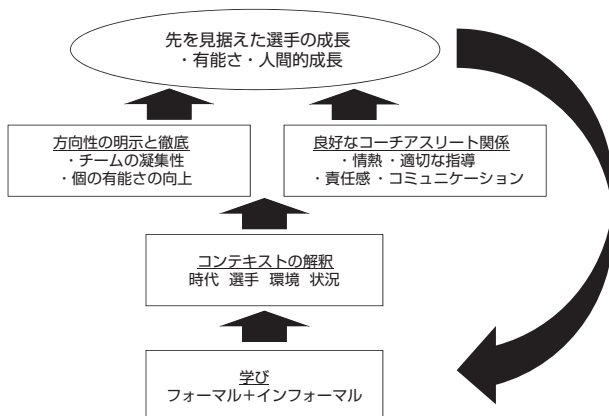 先を見据えた選手の成長
・有能さ・人間的成長
方向性の明示と徹底
・チームの凝集性
・個の有能さの向上
良好なコーチアスリート関係
・情熱・適切な指導
・責任感・コミュニケーション
コンテキストの解釈
時代 選手 環境 状況
学び
フォーマル＋インフォーマル